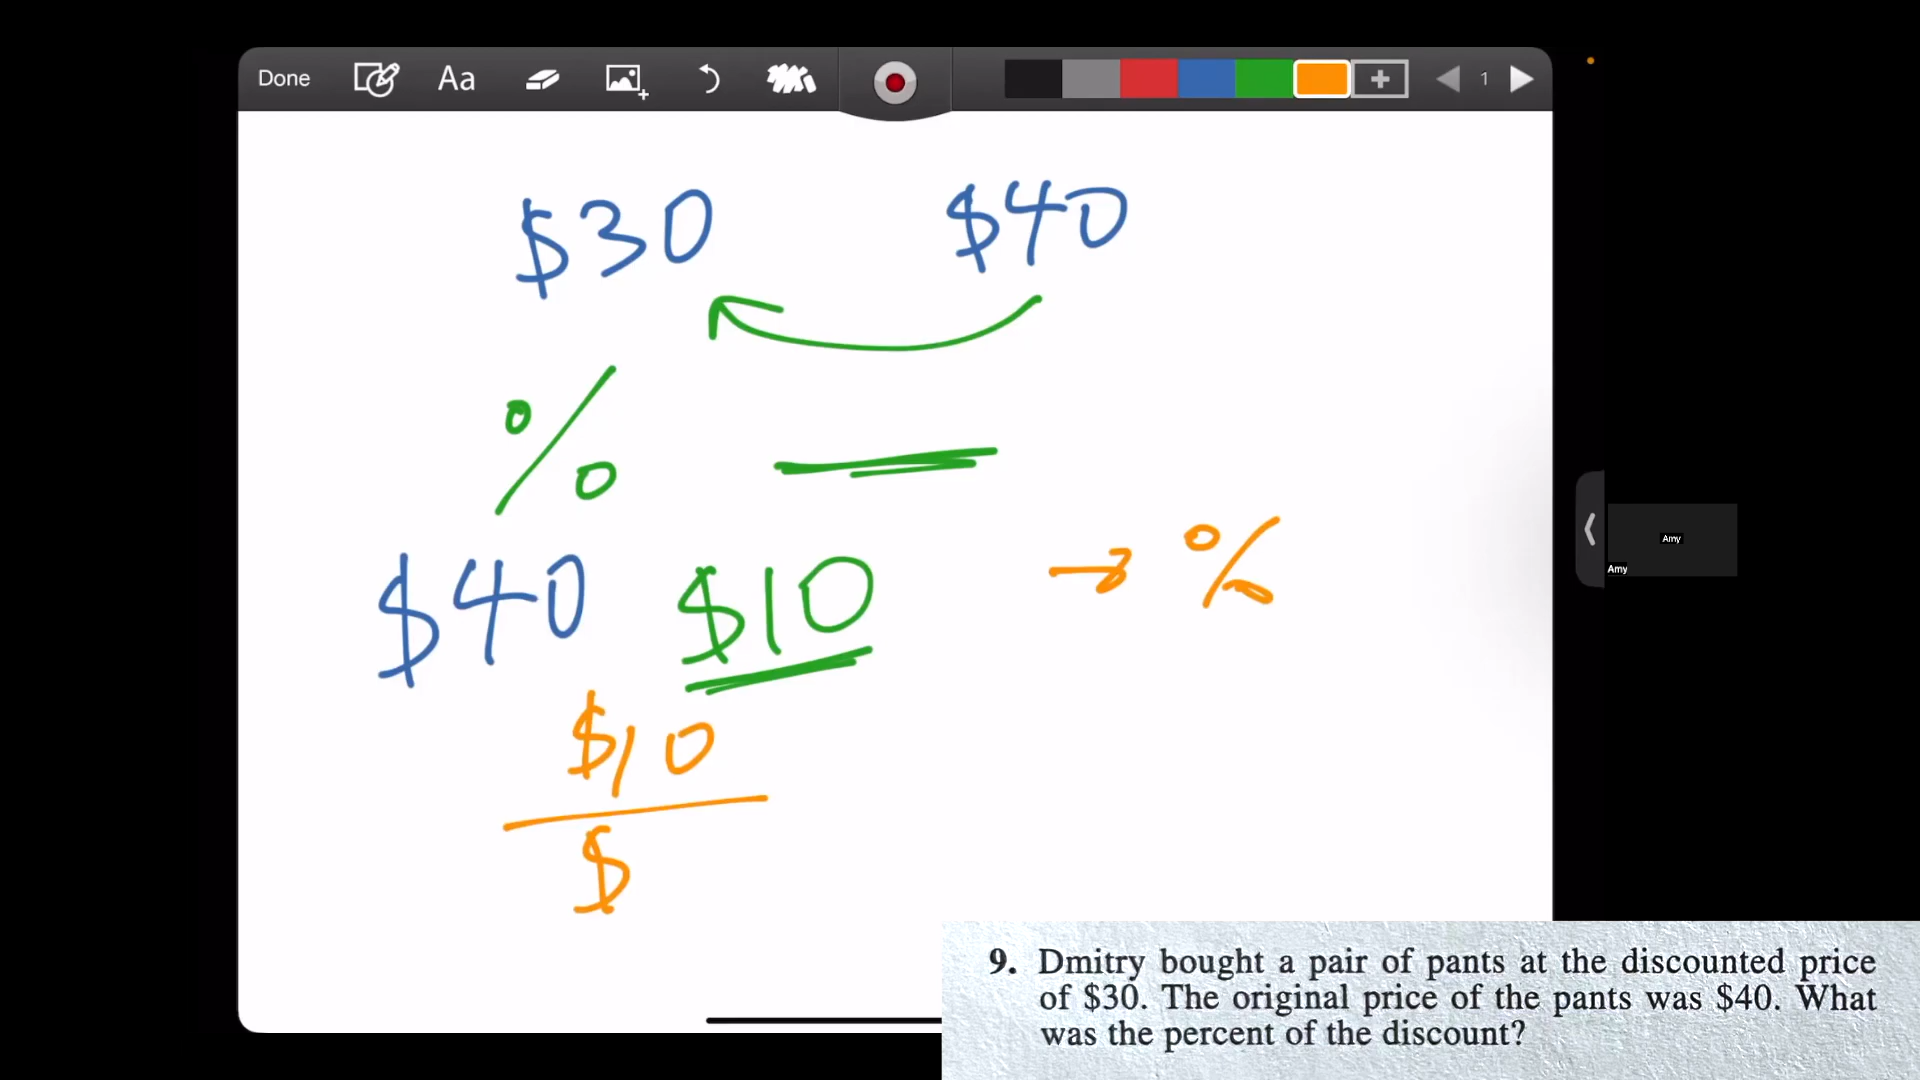 Done Aa 1
$30 $40
%
$40 $10 → %
$10
$
Amy
Amy
9. Dmitry bought a pair of pants at the discounted price
of $30. The original price of the pants was $40. What
was the percent of the discount?